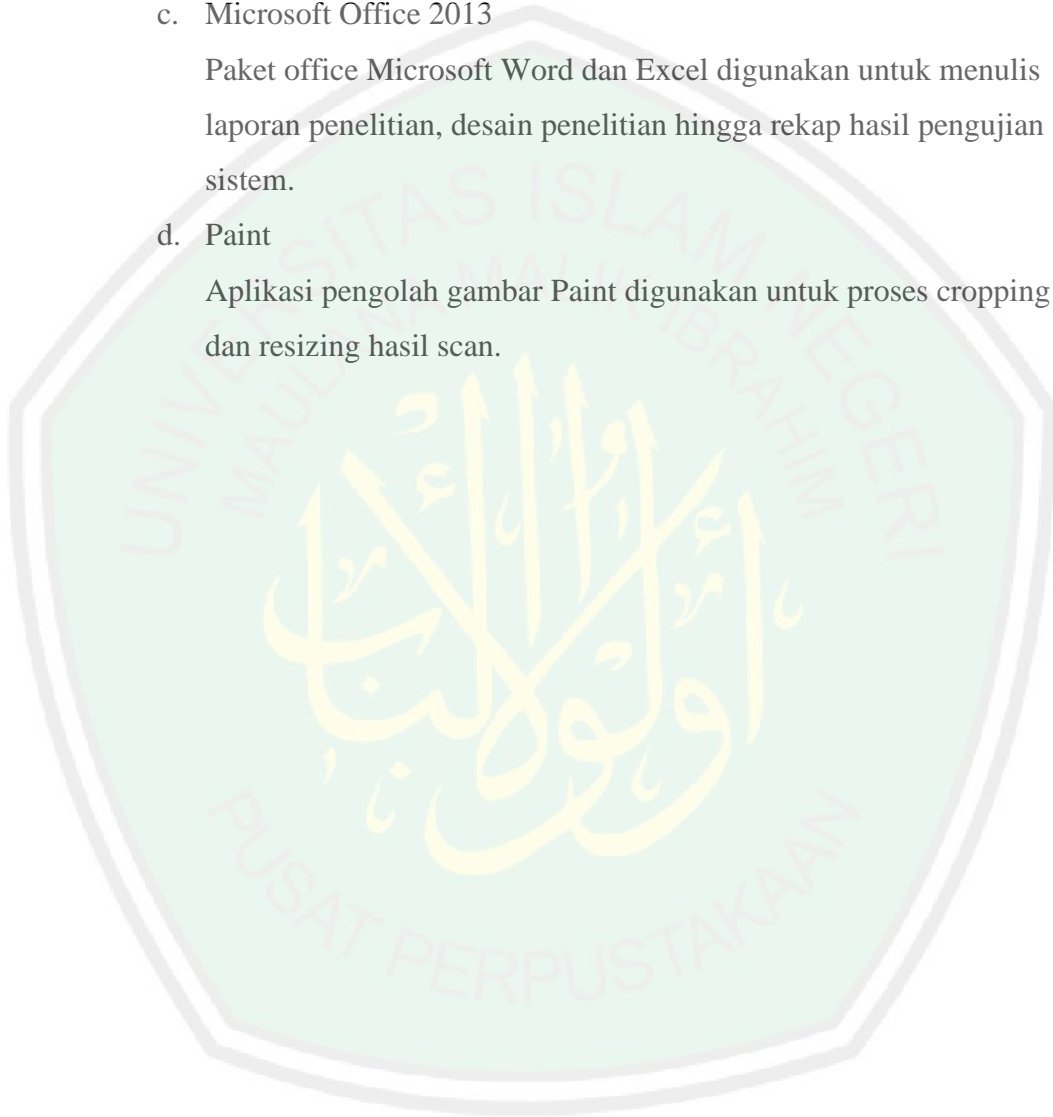 c. Microsoft Office 2013
Paket office Microsoft Word dan Excel digunakan untuk menulis
laporan penelitian, desain penelitian hingga rekap hasil pengujian
sistem.
d. Paint
Aplikasi pengolah gambar Paint digunakan untuk proses cropping
dan resizing hasil scan.
UNIVERSITAS ISLAM NEGERI
MAULANA MALIK IBRAHIM
أولوا الألباب
PUSAT PERPUSTAKAAN